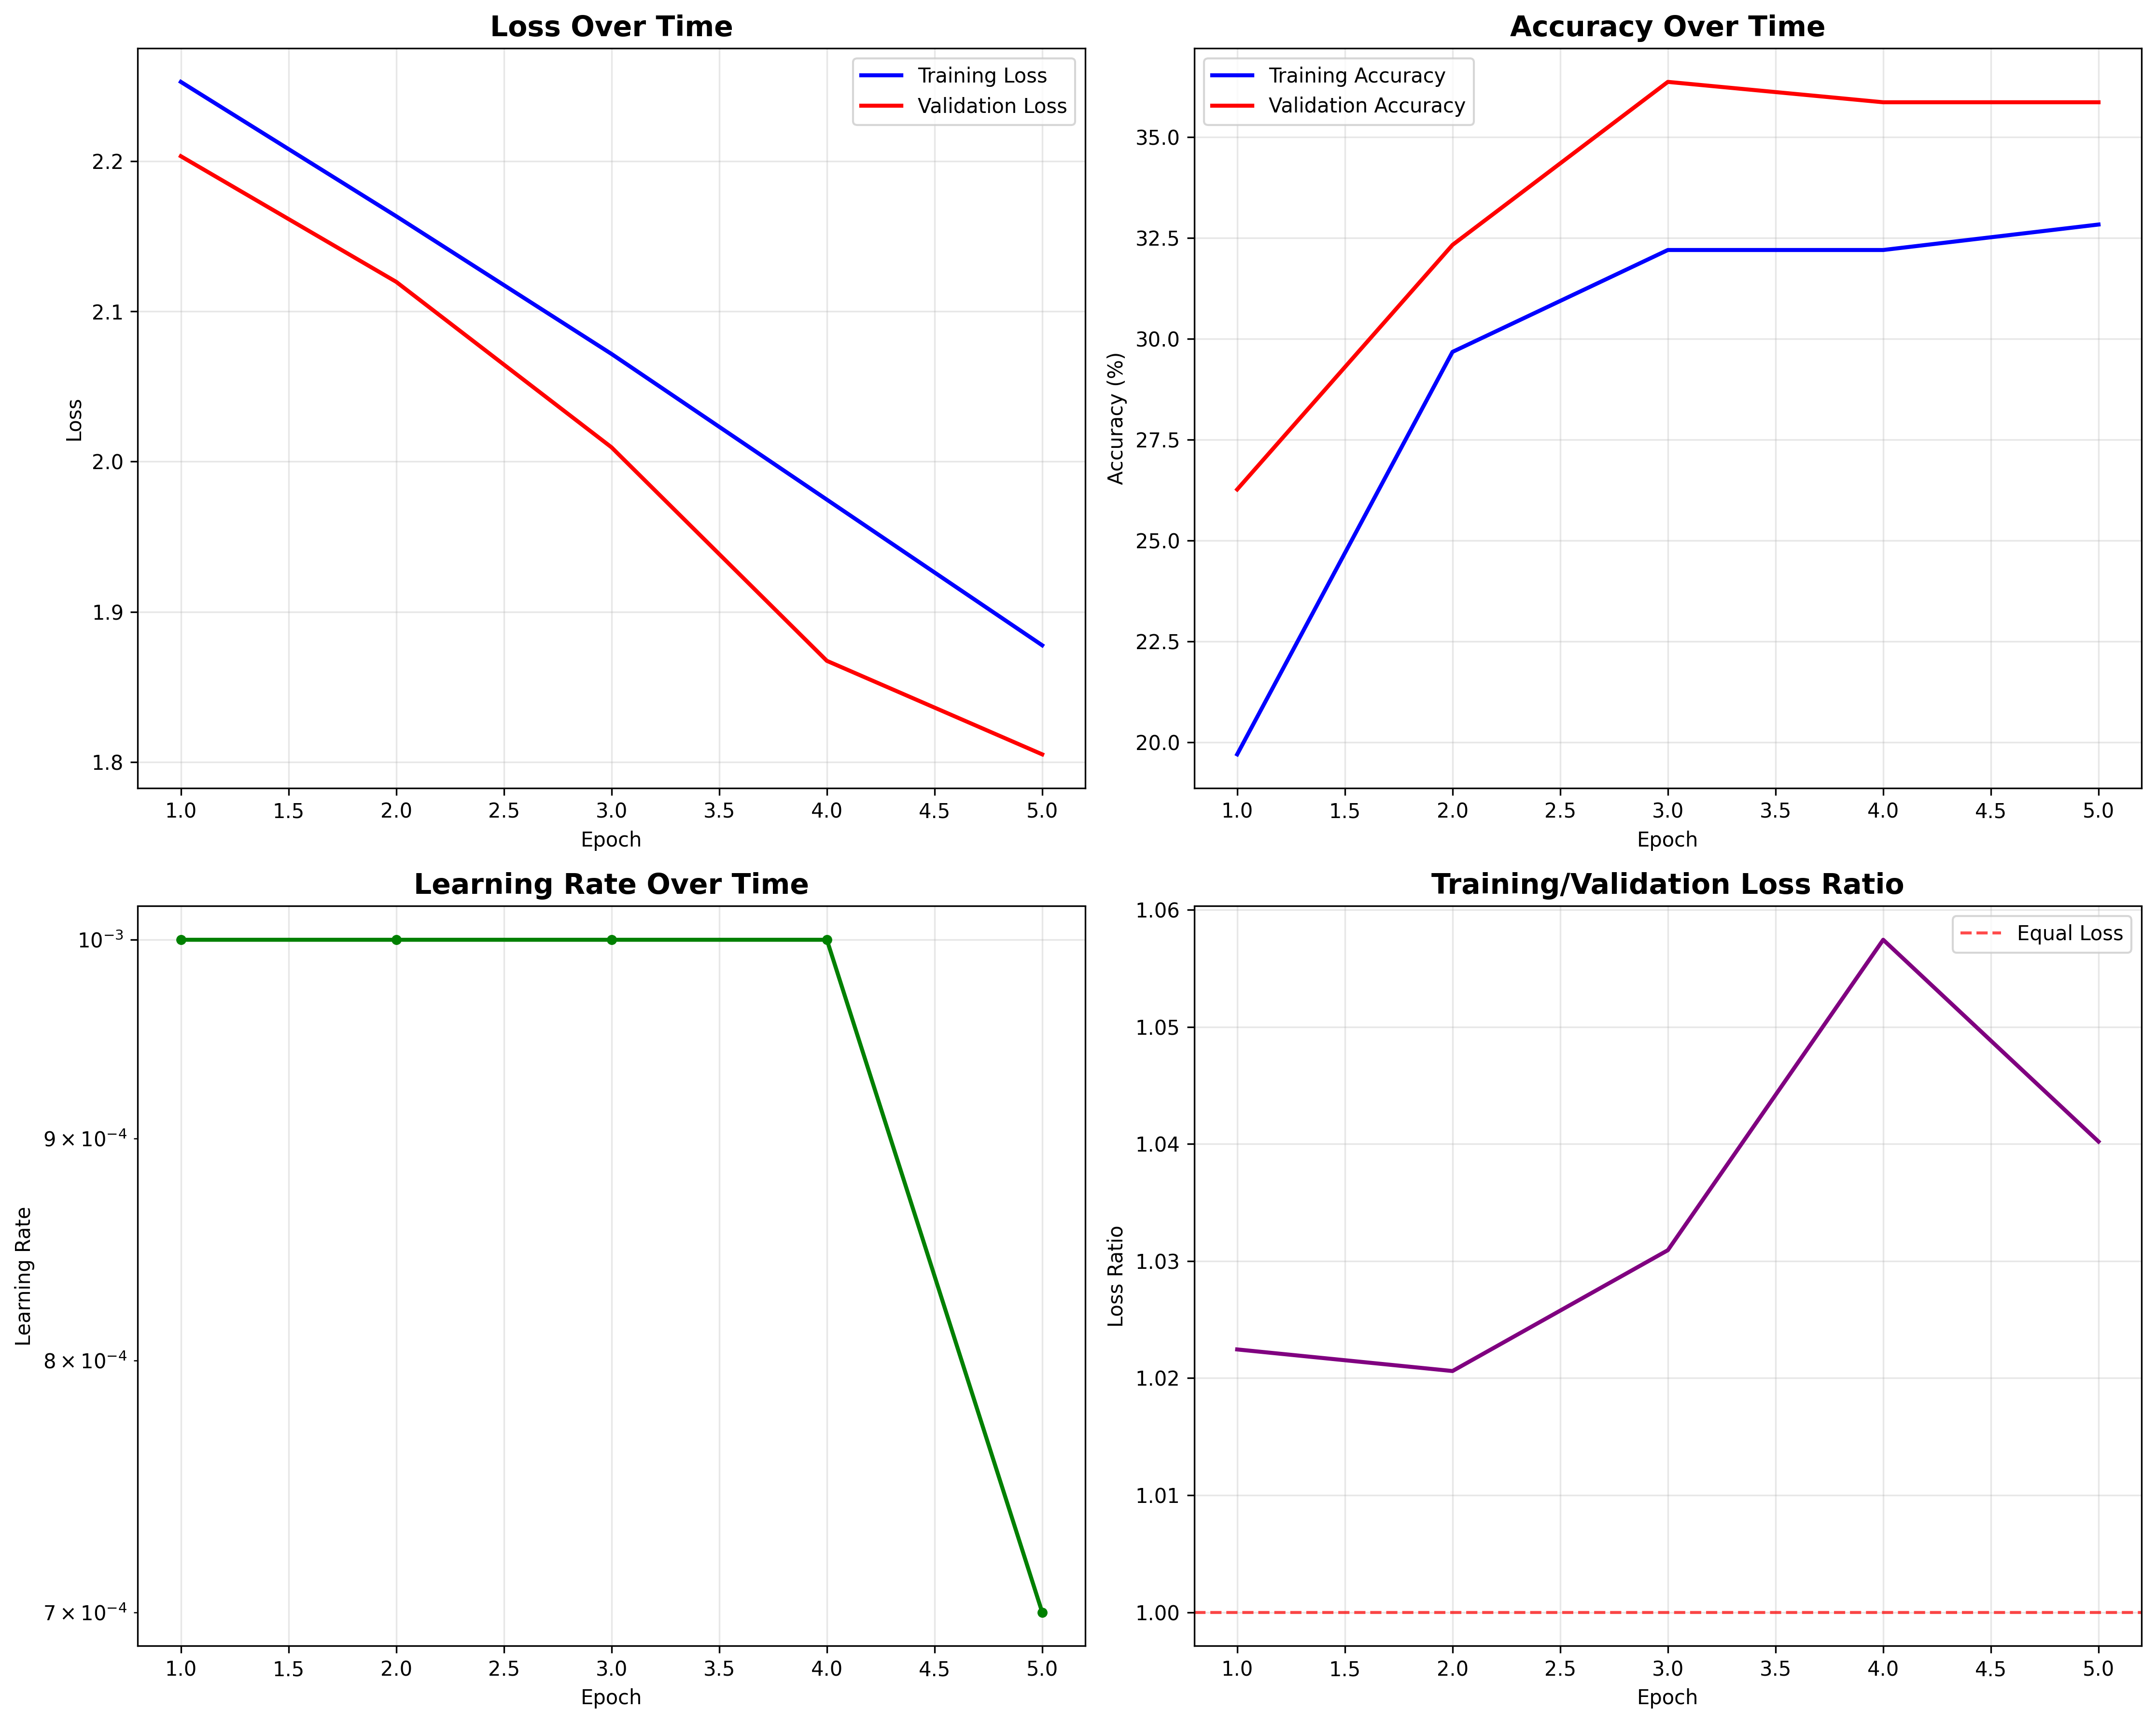 Loss Over Time
Training Loss
Validation Loss
2.2
2.1
2.0
1.9
1.8
Loss
1.0 1.5 2.0 2.5 3.0 3.5 4.0 4.5 5.0
Epoch
Accuracy Over Time
Training Accuracy
Validation Accuracy
35.0
32.5
30.0
27.5
25.0
22.5
20.0
Accuracy (%)
1.0 1.5 2.0 2.5 3.0 3.5 4.0 4.5 5.0
Epoch
Learning Rate Over Time
10⁻³
9 × 10⁻⁴
8 × 10⁻⁴
7 × 10⁻⁴
Learning Rate
1.0 1.5 2.0 2.5 3.0 3.5 4.0 4.5 5.0
Epoch
Training/Validation Loss Ratio
Equal Loss
1.06
1.05
1.04
1.03
1.02
1.01
1.00
Loss Ratio
1.0 1.5 2.0 2.5 3.0 3.5 4.0 4.5 5.0
Epoch